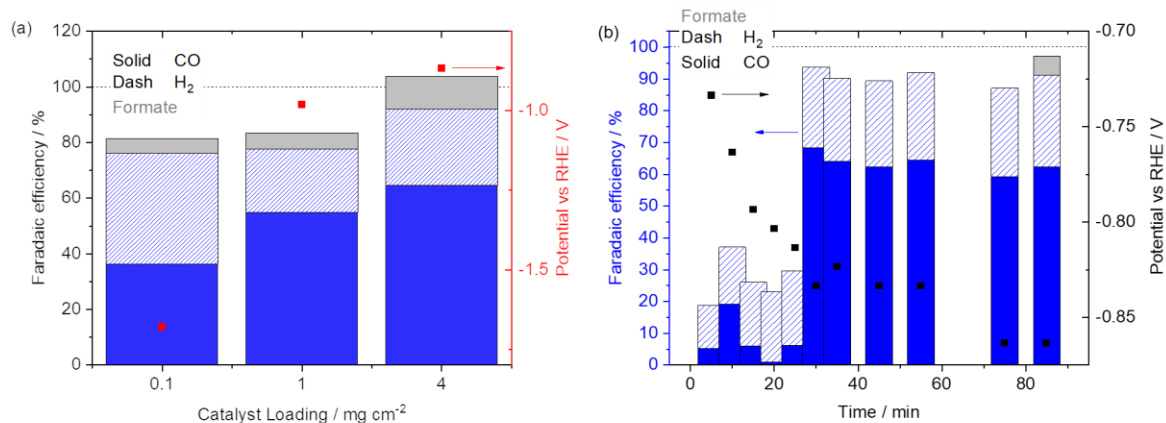 (a)
120
100
80
60
40
20
0
Faradaic efficiency / %
Solid CO
Dash H₂
Formate
0.1
1
4
Catalyst Loading / mg cm⁻²
-1.0
-1.5
Potential vs RHE / V
(b)
Formate
Dash H₂
Solid CO
100
90
80
70
60
50
40
30
20
10
0
Faradaic efficiency / %
0
20
40
60
80
Time / min
-0.70
-0.75
-0.80
-0.85
Potential vs RHE / V